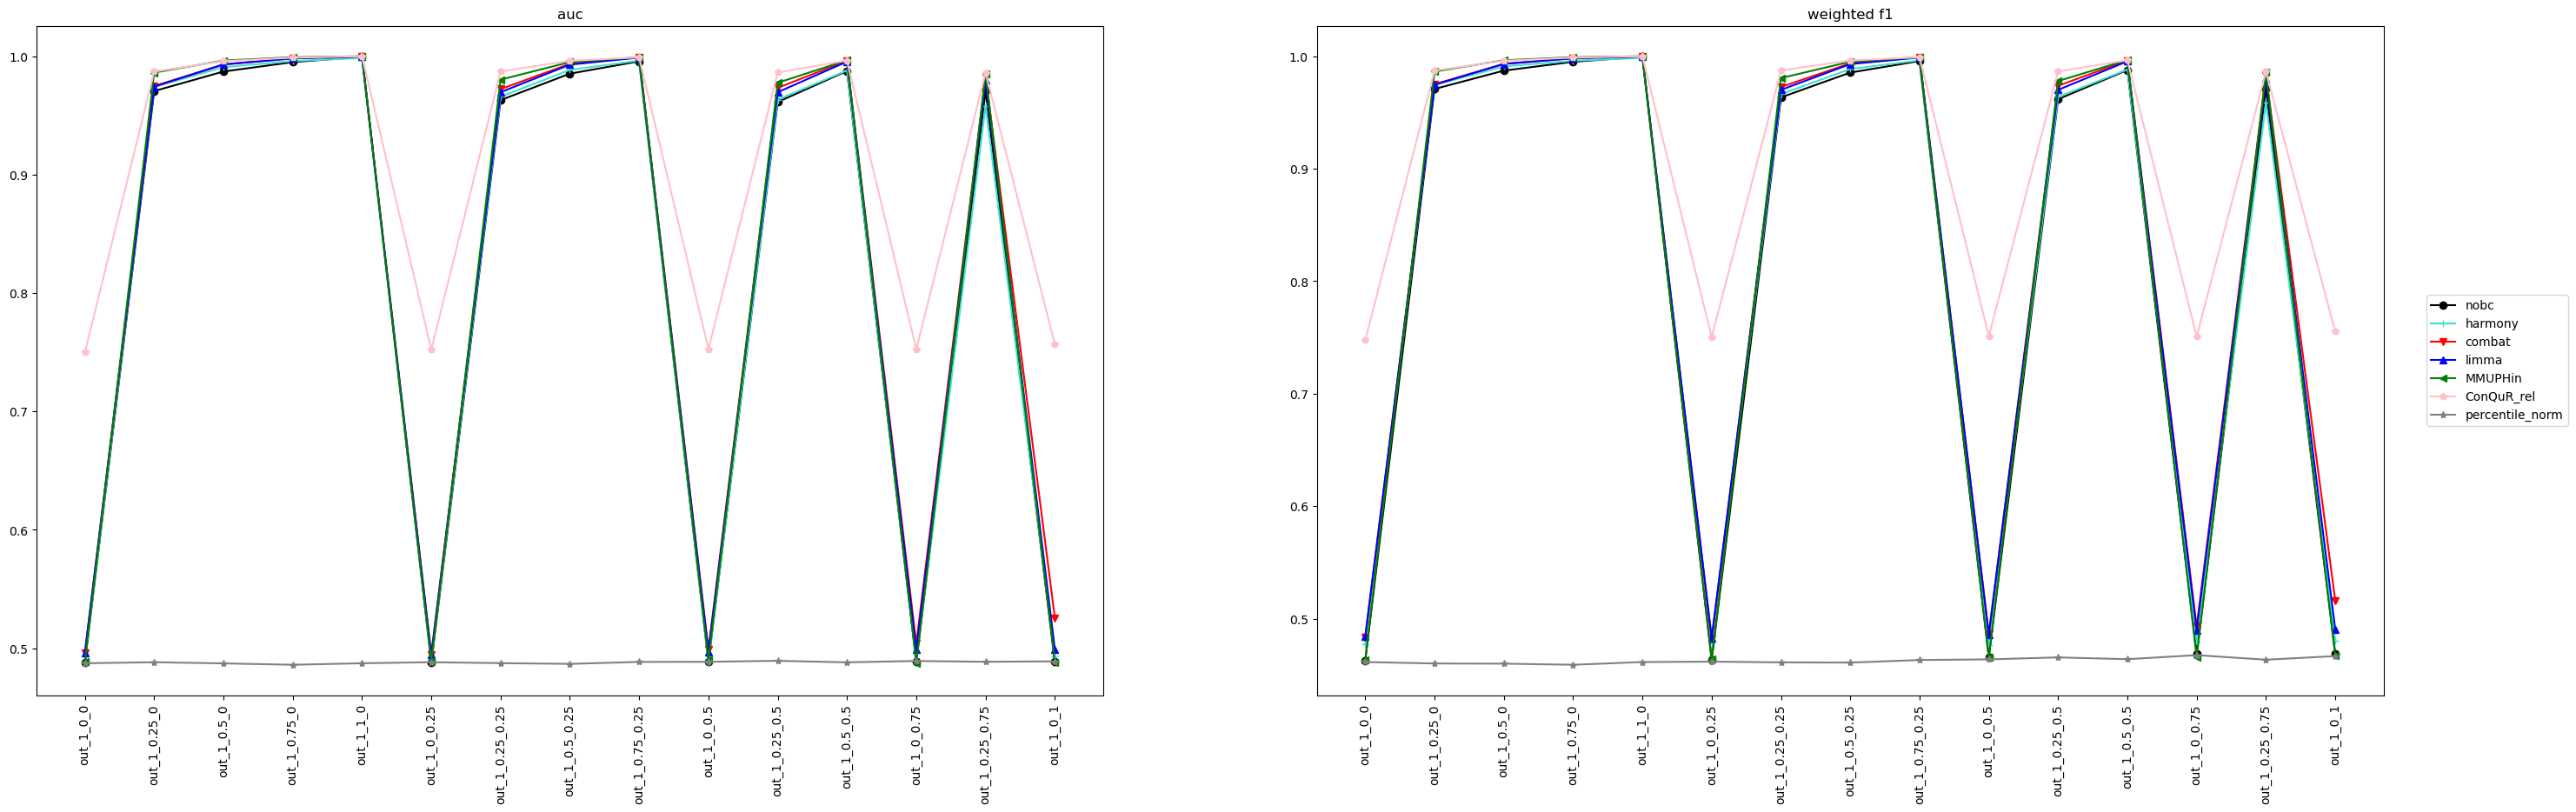 auc
1.0
0.9
0.8
0.7
0.6
0.5
out_1_0_0
out_1_0.25_0
out_1_0.5_0
out_1_0.75_0
out_1_1_0
out_1_0_0.25
out_1_0.25_0.25
out_1_0.5_0.25
out_1_0.75_0.25
out_1_0_0.5
out_1_0.25_0.5
out_1_0.5_0.5
out_1_0_0.75
out_1_0.25_0.75
out_1_0_1
weighted f1
1.0
0.9
0.8
0.7
0.6
0.5
out_1_0_0
out_1_0.25_0
out_1_0.5_0
out_1_0.75_0
out_1_1_0
out_1_0_0.25
out_1_0.25_0.25
out_1_0.5_0.25
out_1_0.75_0.25
out_1_0_0.5
out_1_0.25_0.5
out_1_0.5_0.5
out_1_0_0.75
out_1_0.25_0.75
out_1_0_1
nobc
harmony
combat
limma
MMUPHin
ConQuR_rel
percentile_norm